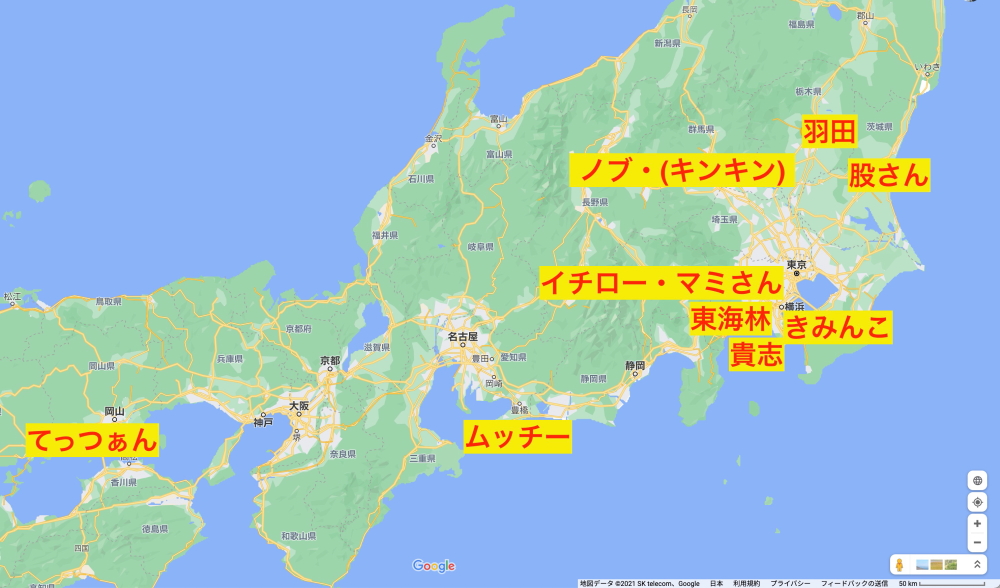 長岡
福島県
郡山
新潟県
いわき
栃木県
富山
群馬県
羽田
茨城県
金沢
富山県
ノブ・(キンキン)
股さん
石川県
長野県
埼玉県
福井県
岐阜県
東京
イチロー・マミさん
松江
鳥取県
横浜
東海林
きみんこ
京都府
名古屋
滋賀県
兵庫県
京都
豊田
愛知県
貴志
岡山県
静岡
岡崎
静岡県
大阪
岡山
豊橋
神戸
堺
てっつぁん
ムッチー
奈良県
三重県
香川県
徳島県
和歌山県
四国
高知県
Google
地図データ ©2021 SK telecom、Google 日本 利用規約 プライバシー フィードバックの送信 50 km